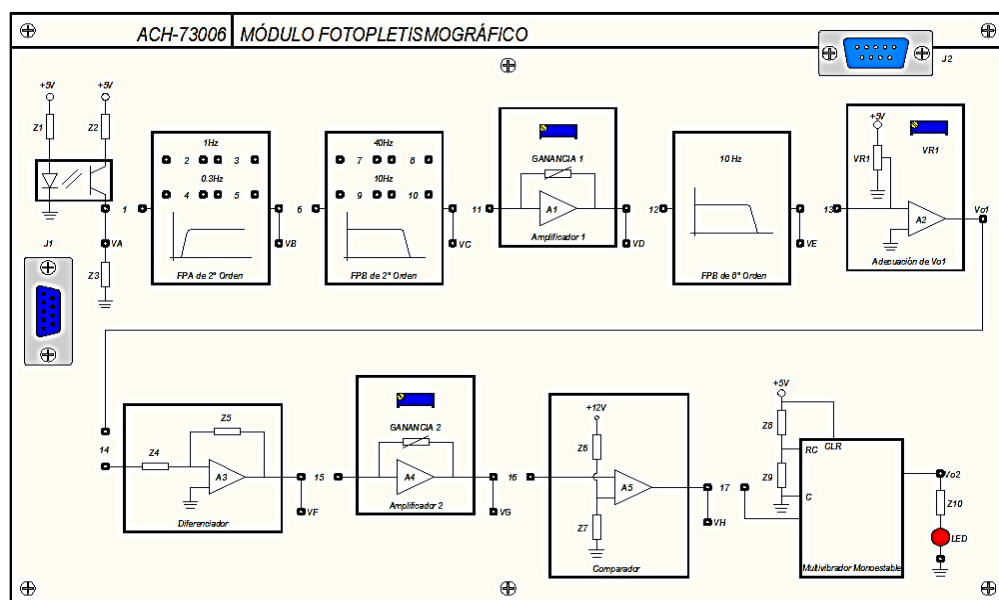 ACH-73006 MÓDULO FOTOPLETISMOGRÁFICO
J2
+5V +5V
Z1 Z2
1Hz
2 3
0.3Hz
4 5
FPA de 2° Orden
40Hz
7 8
10Hz
9 10
FPB de 2° Orden
GANANCIA 1
A1
Amplificador 1
10 Hz
FPB de 8° Orden
+5V
VR1 VR1
A2
Adecuación de Vo1
1 6 11 12 13 Vo1
J1 VA VB VC VD VE
Z3
14
Z4 Z5
A3
Diferenciador
15
VF
GANANCIA 2
A4
Amplificador 2
16
VG
+12V
Z6
A5
Z7
Comparador
17
VH
+5V
Z8
CLR
RC
Z9
C
Multivibrador Monoestable
Vo2
Z10
LED